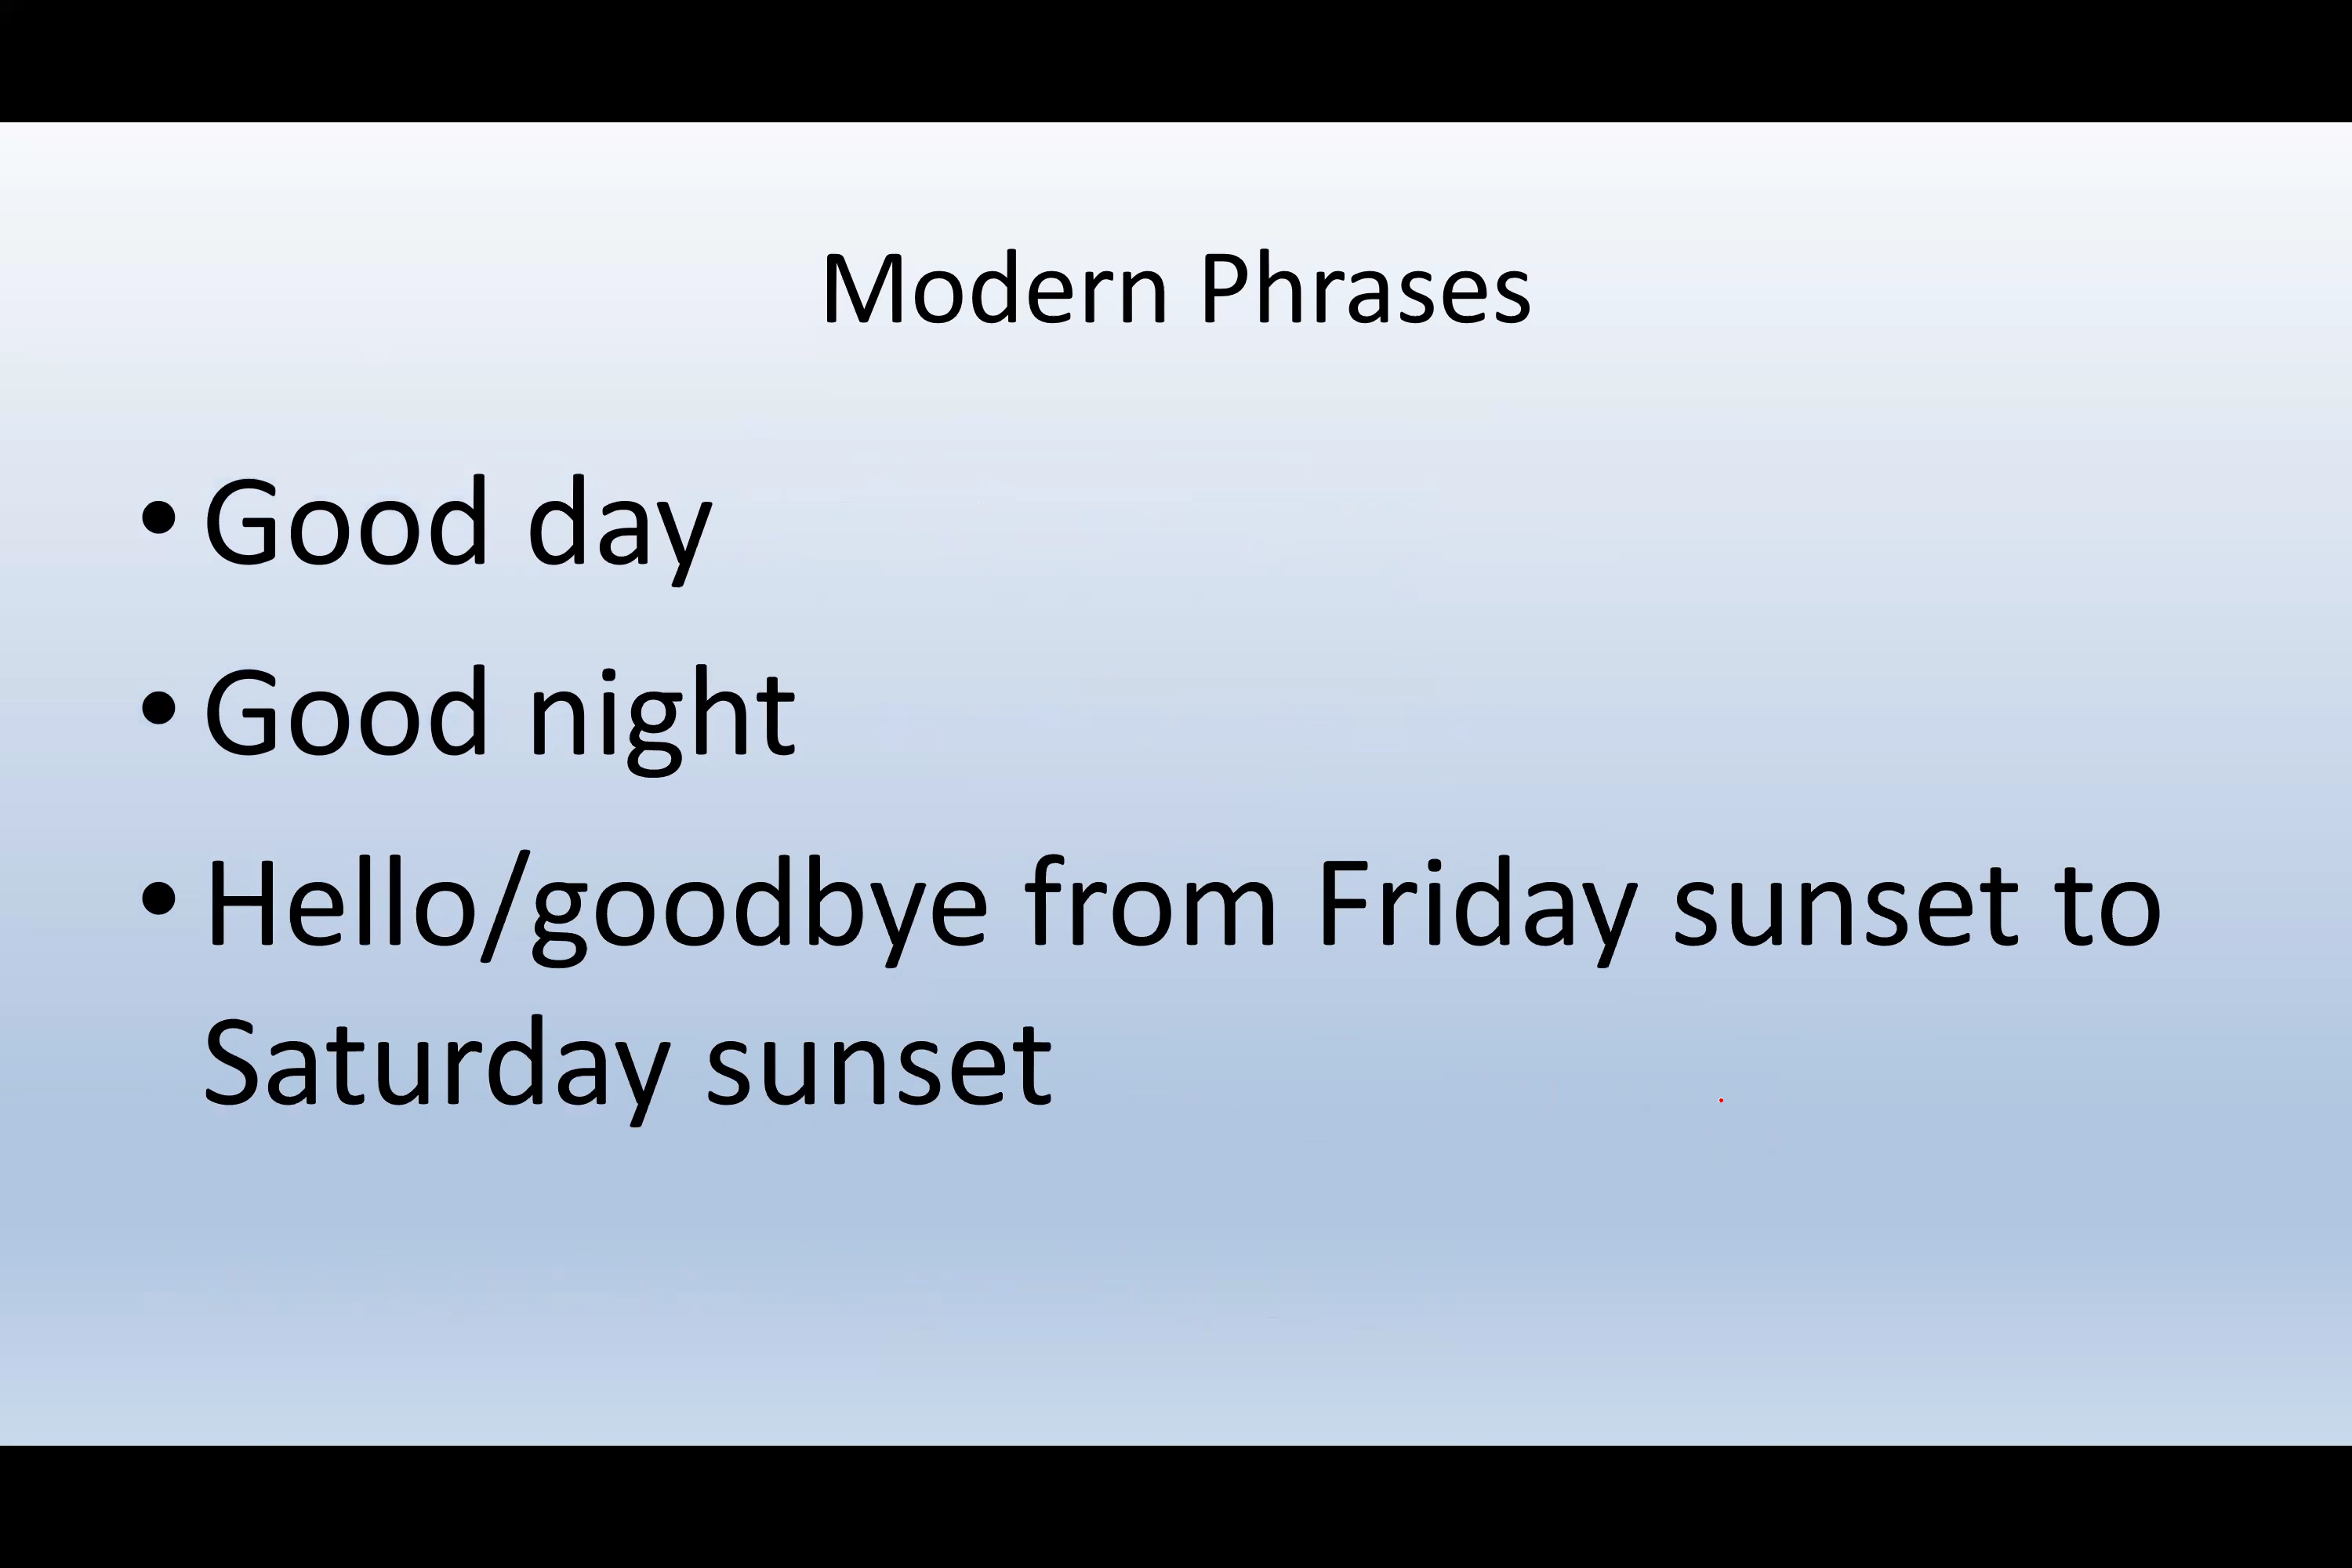 Modern Phrases
• Good day
• Good night
• Hello/goodbye from Friday sunset to
Saturday sunset